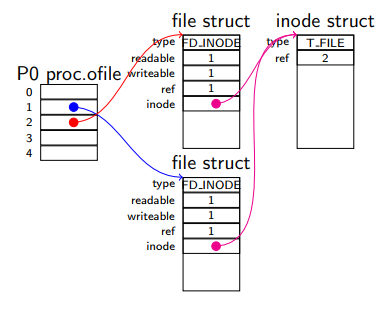 file struct
inode struct
type FD_INODE
type T_FILE
readable 1
ref 2
P0 proc.ofile
writeable 1
0
ref 1
1
inode
2
3
4
file struct
type FD_INODE
readable 1
writeable 1
ref 1
inode